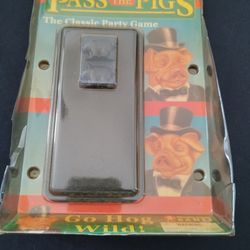 PASS THE PIGS
The Classic Party Game
Go Hog
Wild!